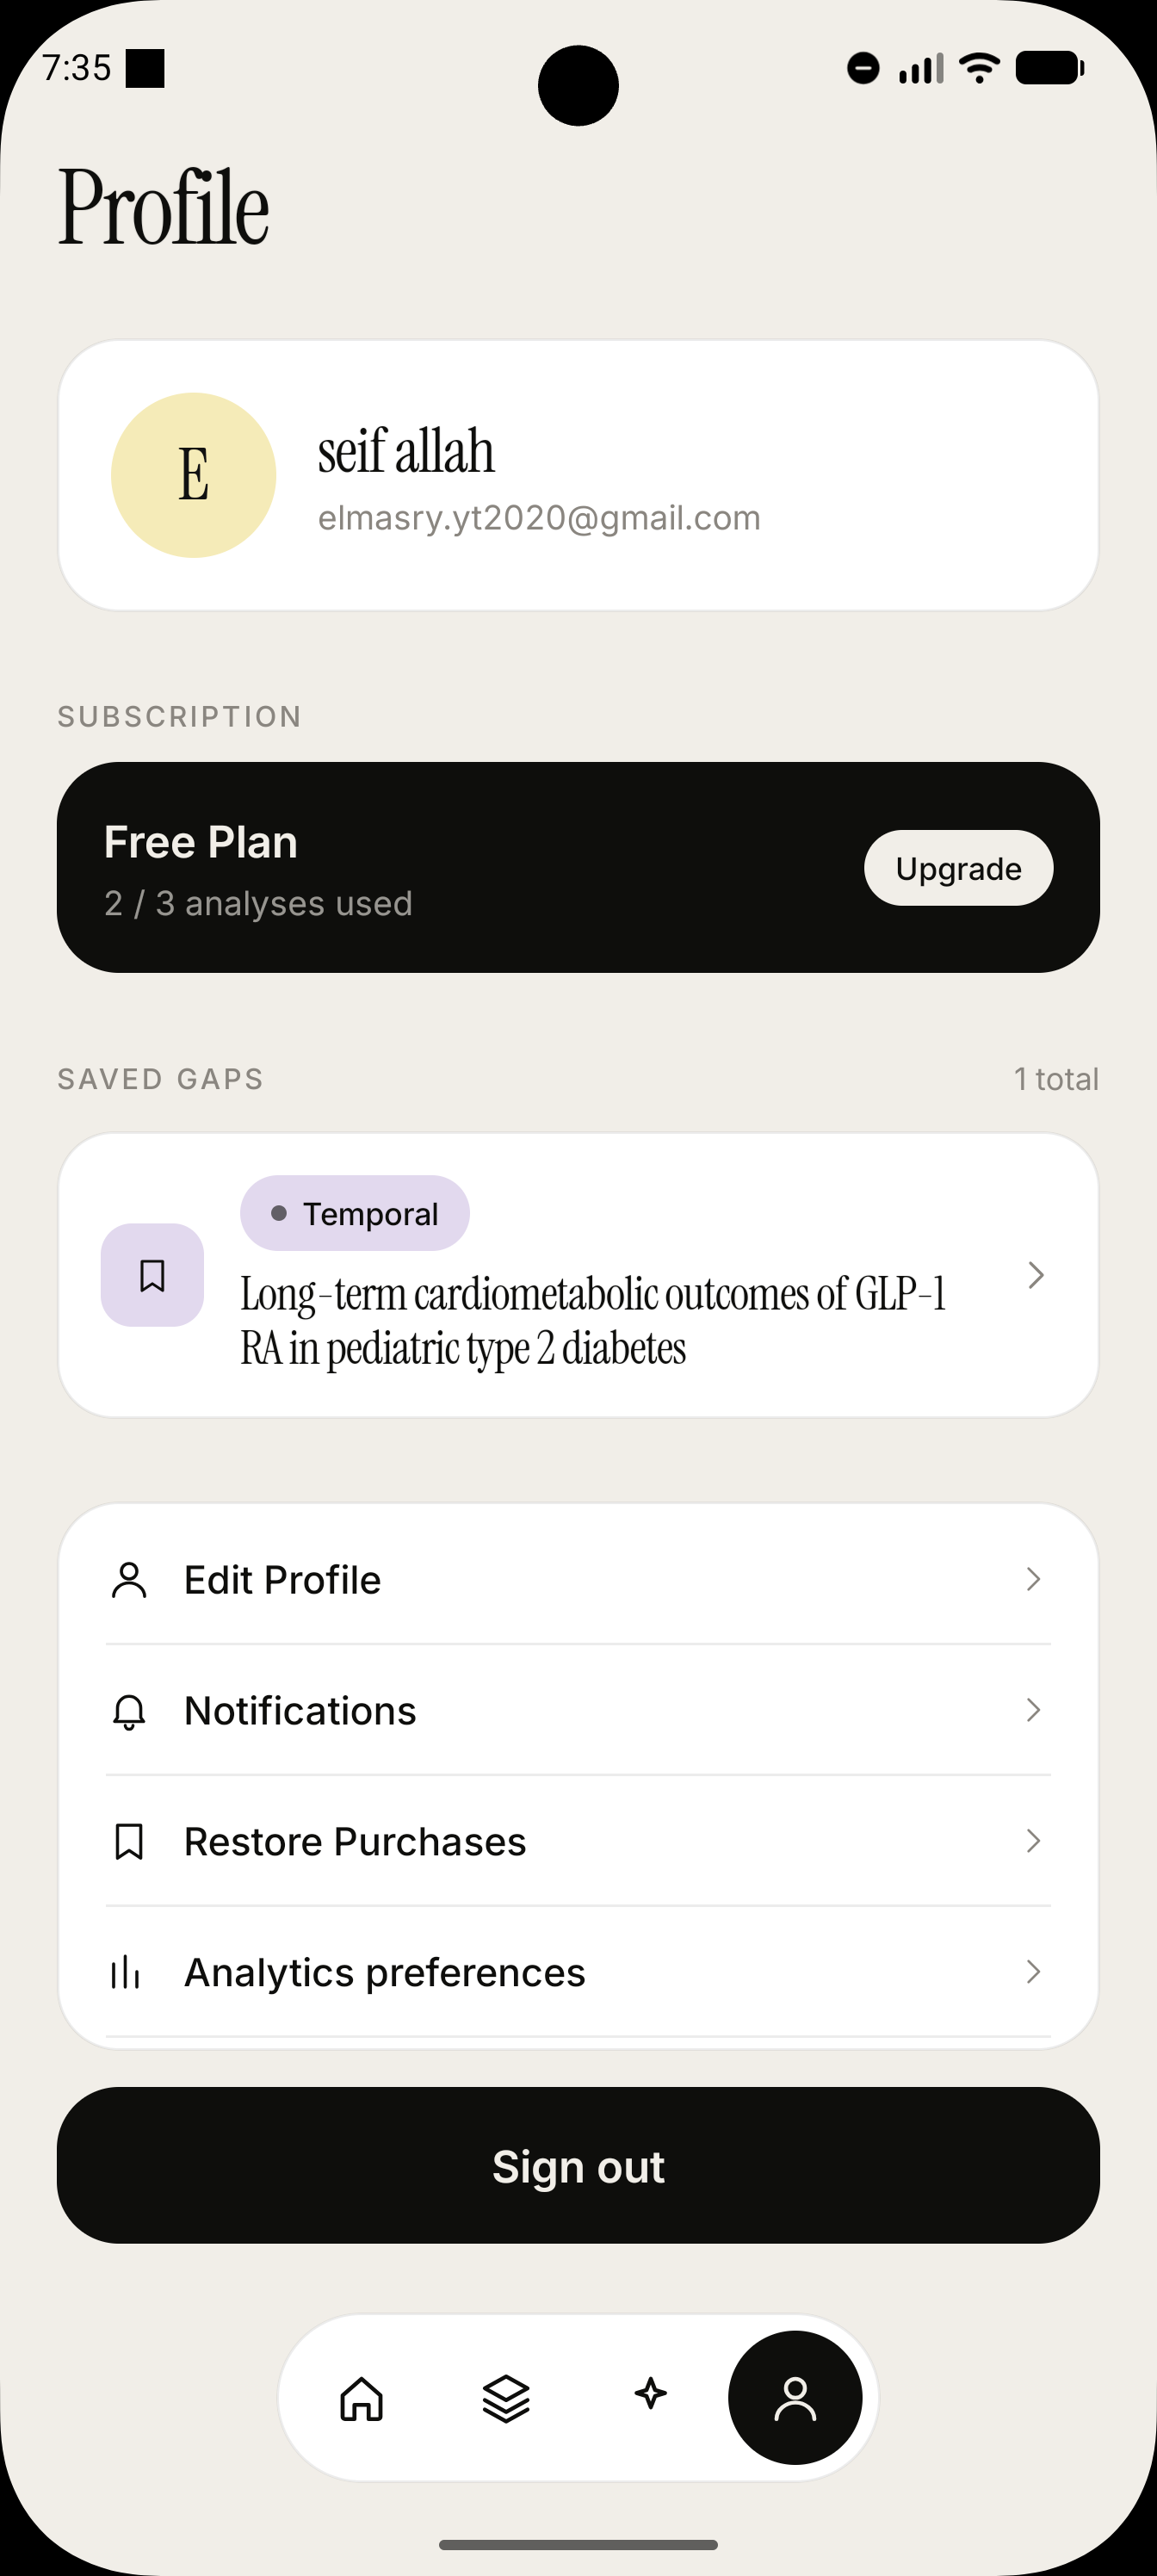 7:35
Profile
E
seif allah
elmasry.yt2020@gmail.com
SUBSCRIPTION
Free Plan
2 / 3 analyses used
Upgrade
SAVED GAPS
1 total
Temporal
Long-term cardiometabolic outcomes of GLP-1
RA in pediatric type 2 diabetes
Edit Profile
Notifications
Restore Purchases
Analytics preferences
Sign out